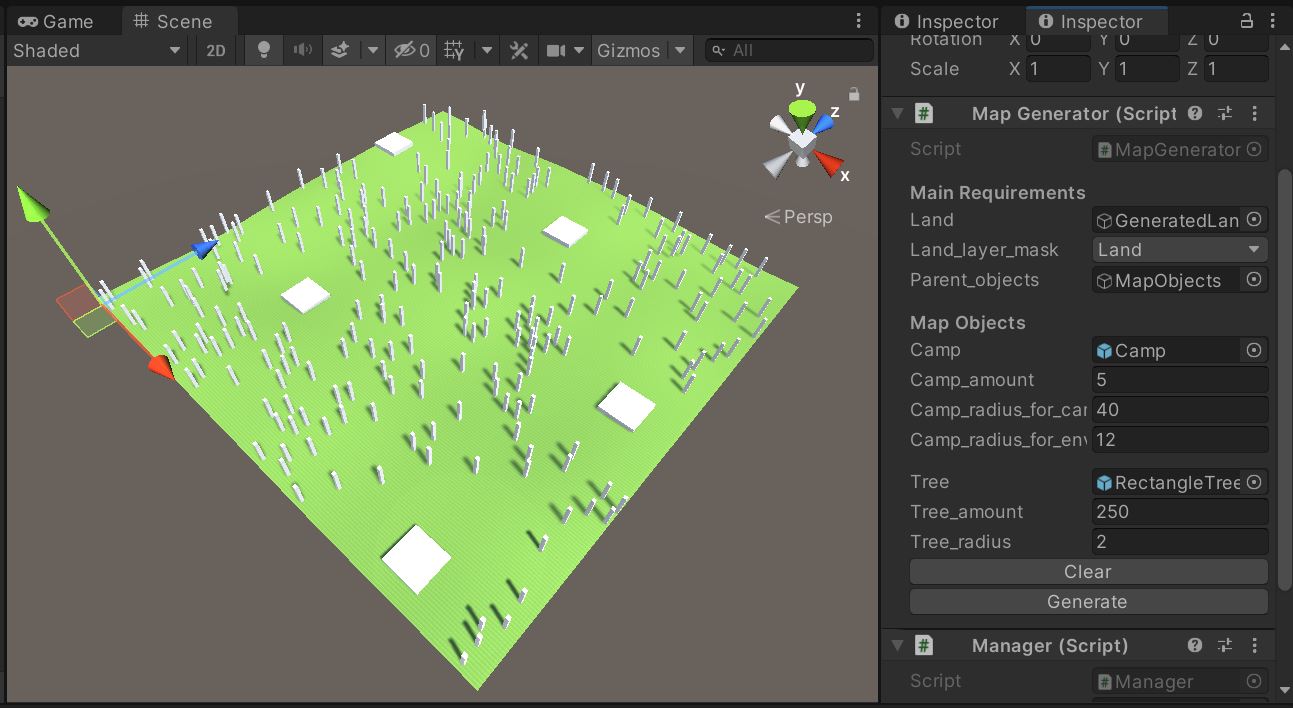 Game
Scene
Shaded
2D
0
Gizmos
All
y
z
x
Persp
Inspector
Inspector
Rotation X 0 Y 0 Z 0
Scale X 1 Y 1 Z 1
# Map Generator (Script
Script # MapGenerator
Main Requirements
Land GeneratedLan
Land_layer_mask Land
Parent_objects MapObjects
Map Objects
Camp Camp
Camp_amount 5
Camp_radius_for_car 40
Camp_radius_for_env 12
Tree RectangleTree
Tree_amount 250
Tree_radius 2
Clear
Generate
# Manager (Script)
Script # Manager